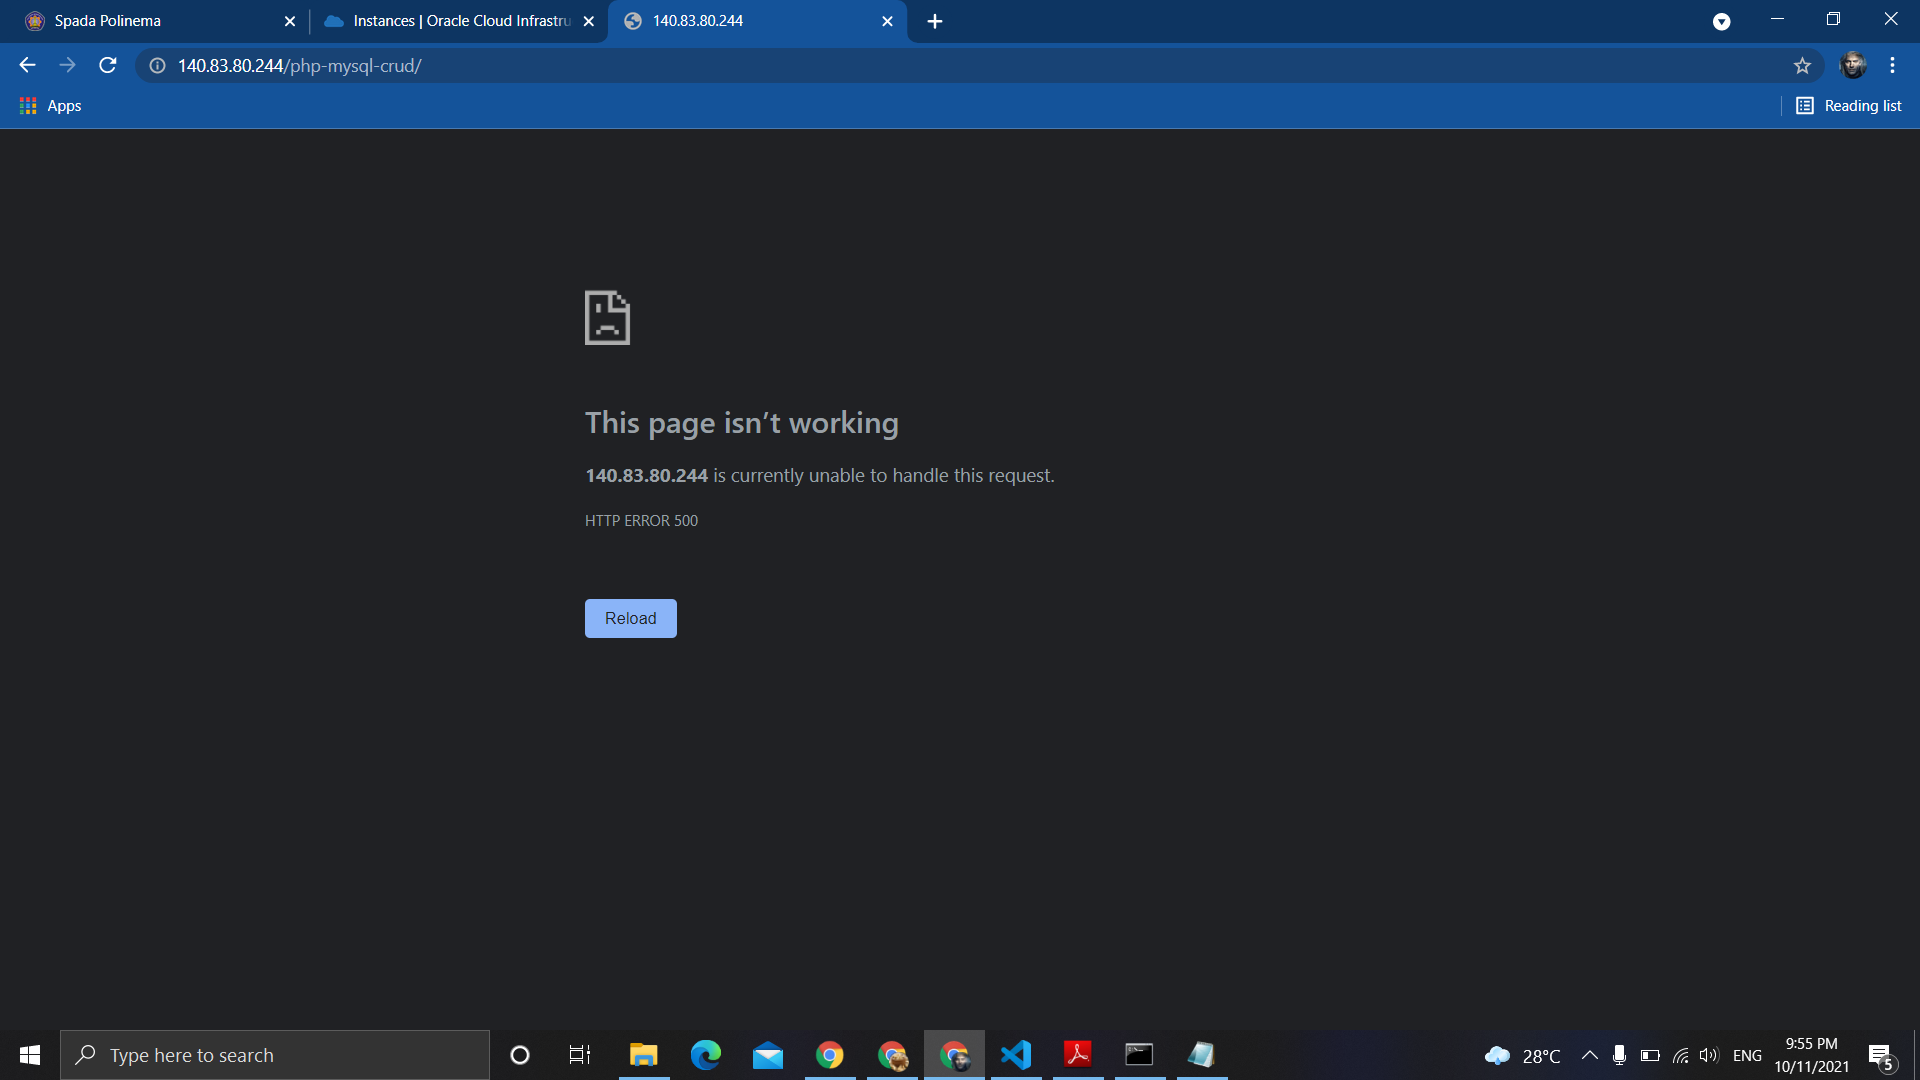 Spada Polinema
Instances | Oracle Cloud Infrastru
140.83.80.244
140.83.80.244/php-mysql-crud/
Apps
Reading list
This page isn’t working
140.83.80.244 is currently unable to handle this request.
HTTP ERROR 500
Reload
Type here to search
28°C
ENG
9:55 PM
10/11/2021
5